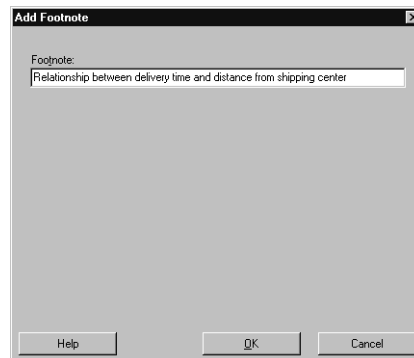 Add Footnote
Footnote:
Relationship between delivery time and distance from shipping center
Help OK Cancel